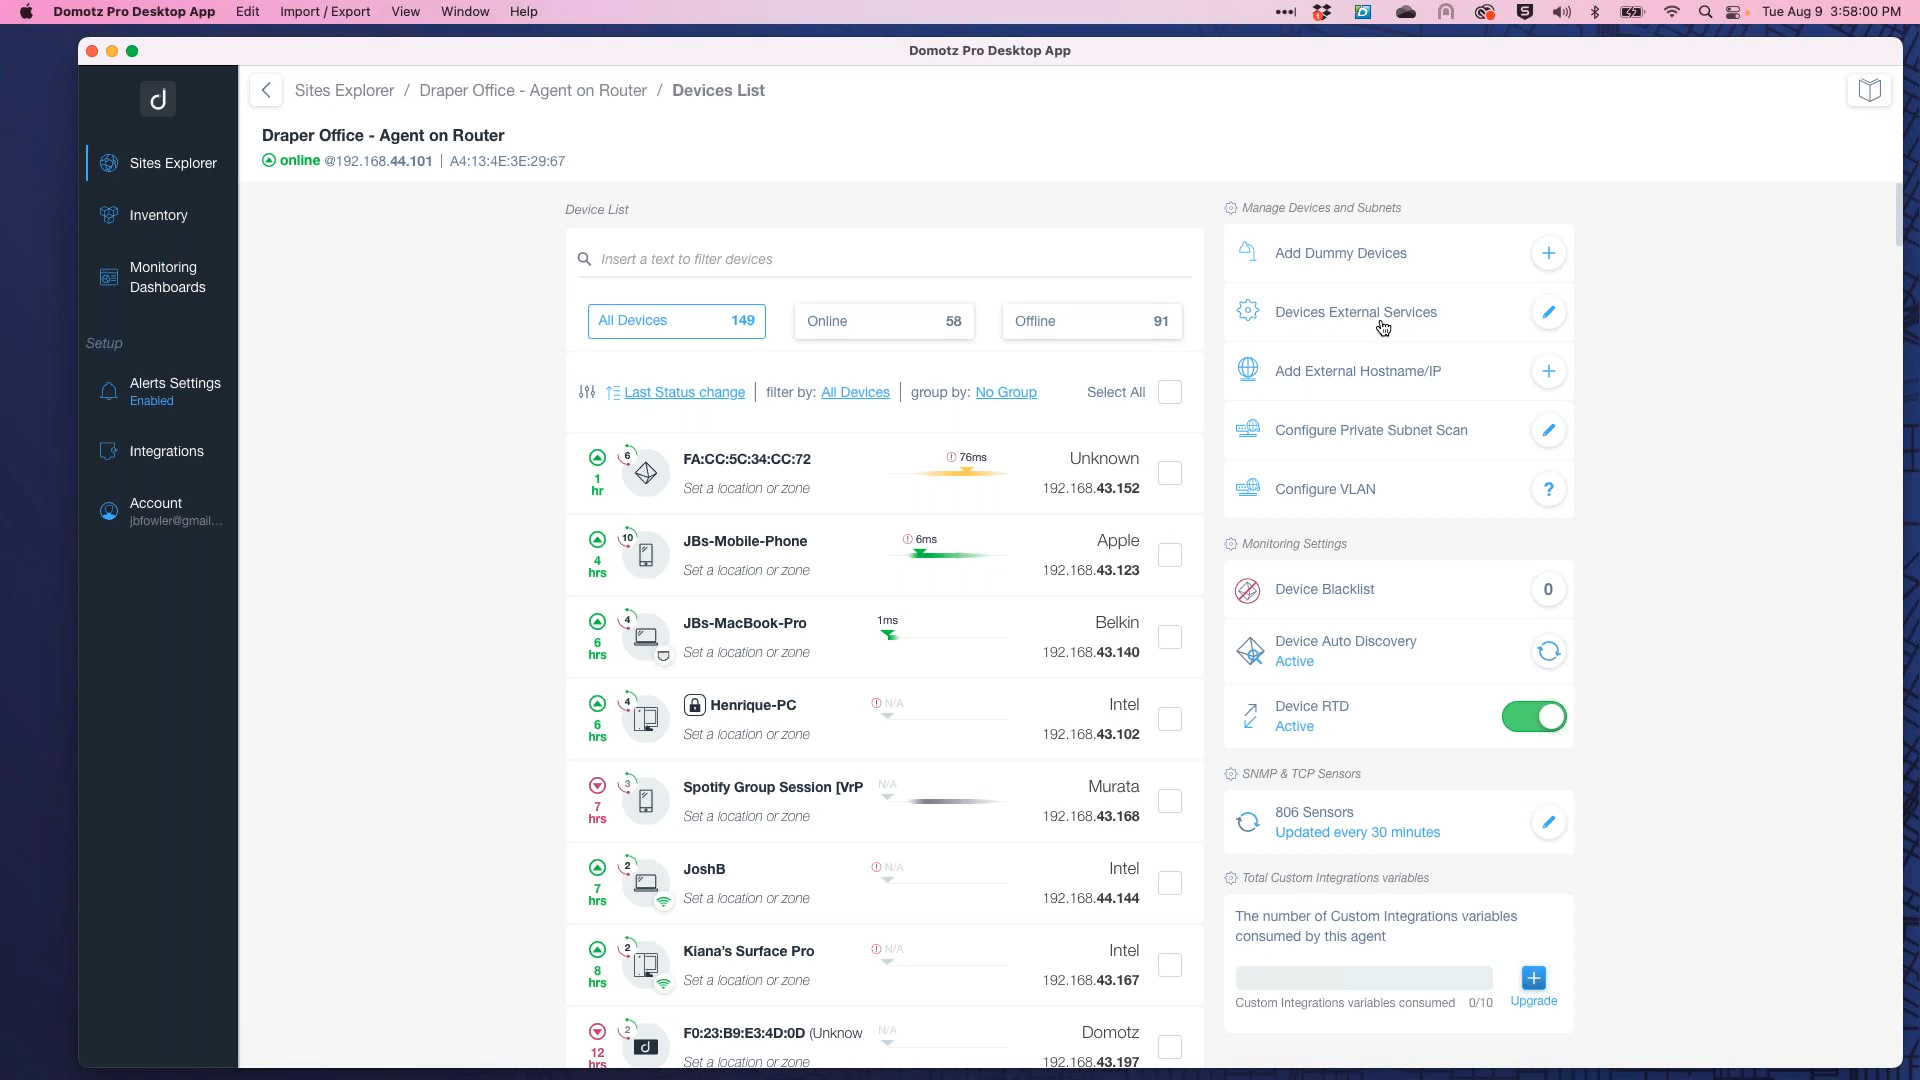 Domotz Pro Desktop App Edit Import / Export View Window Help Tue Aug 9 3:58:00 PM
Domotz Pro Desktop App
Sites Explorer / Draper Office - Agent on Router / Devices List
Draper Office - Agent on Router
online @192.168.44.101 | A4:13:4E:3E:29:67
Sites Explorer
Inventory
Monitoring
Dashboards
Setup
Alerts Settings
Enabled
Integrations
Account
jbfowler@gmail...
Device List
Insert a text to filter devices
All Devices 149 Online 58 Offline 91
Last Status change | filter by: All Devices | group by: No Group Select All
6 FA:CC:5C:34:CC:72 76ms Unknown
1
hr Set a location or zone 192.168.43.152
10 JBs-Mobile-Phone 6ms Apple
4
hrs Set a location or zone 192.168.43.123
4 JBs-MacBook-Pro 1ms Belkin
6
hrs Set a location or zone 192.168.43.140
4 Henrique-PC N/A Intel
6
hrs Set a location or zone 192.168.43.102
3 Spotify Group Session [VrP N/A Murata
7
hrs Set a location or zone 192.168.43.168
2 JoshB N/A Intel
7
hrs Set a location or zone 192.168.44.144
2 Kiana's Surface Pro N/A Intel
8
hrs Set a location or zone 192.168.43.167
2 F0:23:B9:E3:4D:0D (Unknow N/A Domotz
12
hrs Set a location or zone 192.168.43.197
Manage Devices and Subnets
Add Dummy Devices
Devices External Services
Add External Hostname/IP
Configure Private Subnet Scan
Configure VLAN ?
Monitoring Settings
Device Blacklist 0
Device Auto Discovery
Active
Device RTD
Active
SNMP & TCP Sensors
806 Sensors
Updated every 30 minutes
Total Custom Integrations variables
The number of Custom Integrations variables
consumed by this agent
Custom Integrations variables consumed 0/10 Upgrade